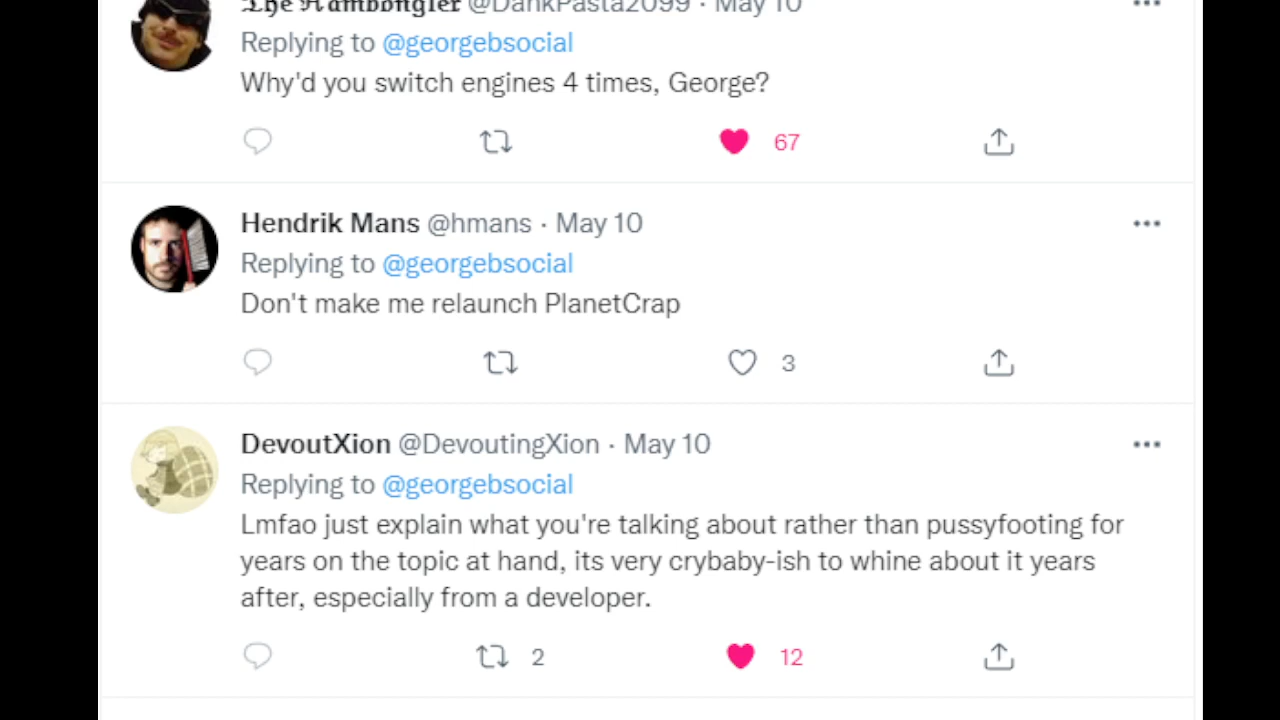 The Hambongler @DankPasta2099 · May 10
Replying to @georgebsocial
Why'd you switch engines 4 times, George?
67
Hendrik Mans @hmans · May 10
Replying to @georgebsocial
Don't make me relaunch PlanetCrap
3
DevoutXion @DevoutingXion · May 10
Replying to @georgebsocial
Lmfao just explain what you're talking about rather than pussyfooting for
years on the topic at hand, its very crybaby-ish to whine about it years
after, especially from a developer.
2 12